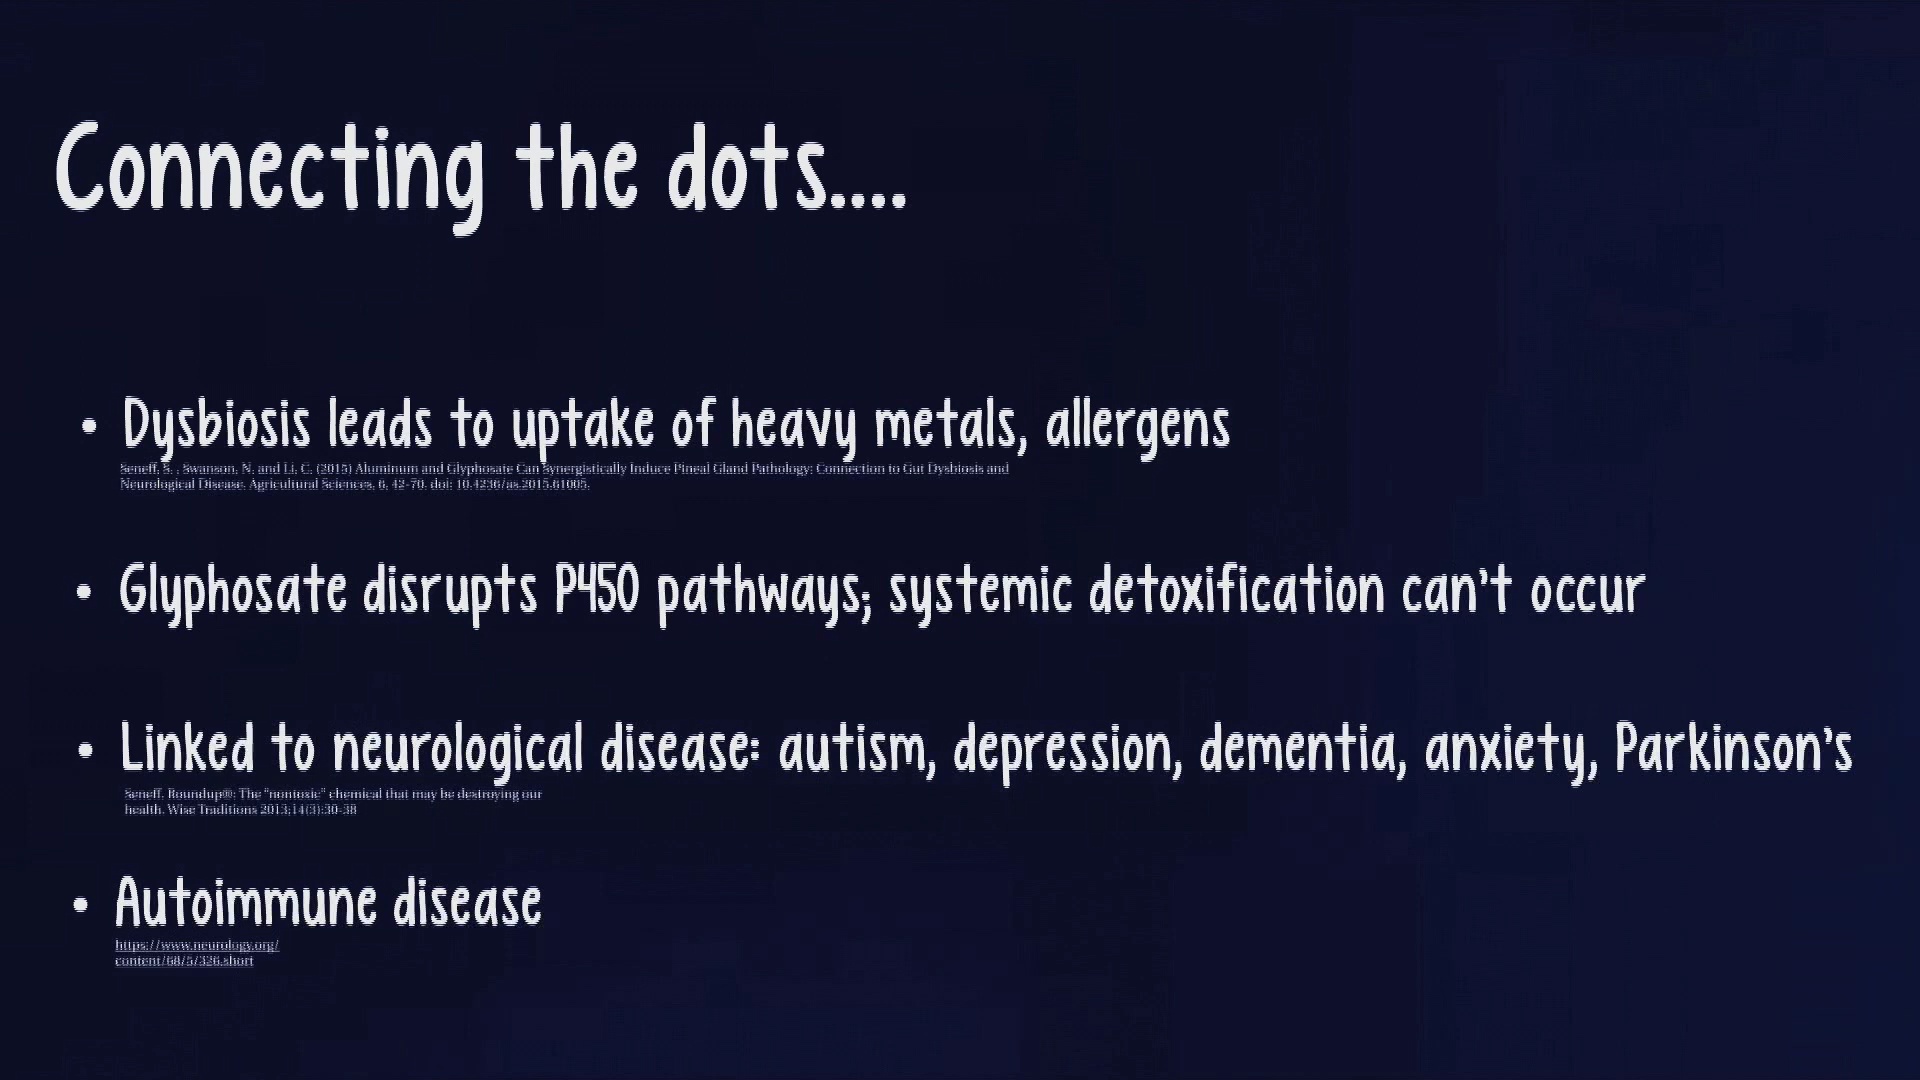 Connecting the dots....
• Dysbiosis leads to uptake of heavy metals, allergens
Seneff, S. , Swanson, N. and Li, C. (2015) Aluminum and Glyphosate Can Synergistically Induce Pineal Gland Pathology: Connection to Gut Dysbiosis and
Neurological Disease. Agricultural Sciences, 6, 42-70. doi: 10.4236/as.2015.61005.
• Glyphosate disrupts P450 pathways; systemic detoxification can't occur
• Linked to neurological disease: autism, depression, dementia, anxiety, Parkinson's
Seneff. Roundup®: The "nontoxic" chemical that may be destroying our
health. Wise Traditions 2013;14(3):30-38
• Autoimmune disease
https://www.neurology.org/
content/68/5/326.short